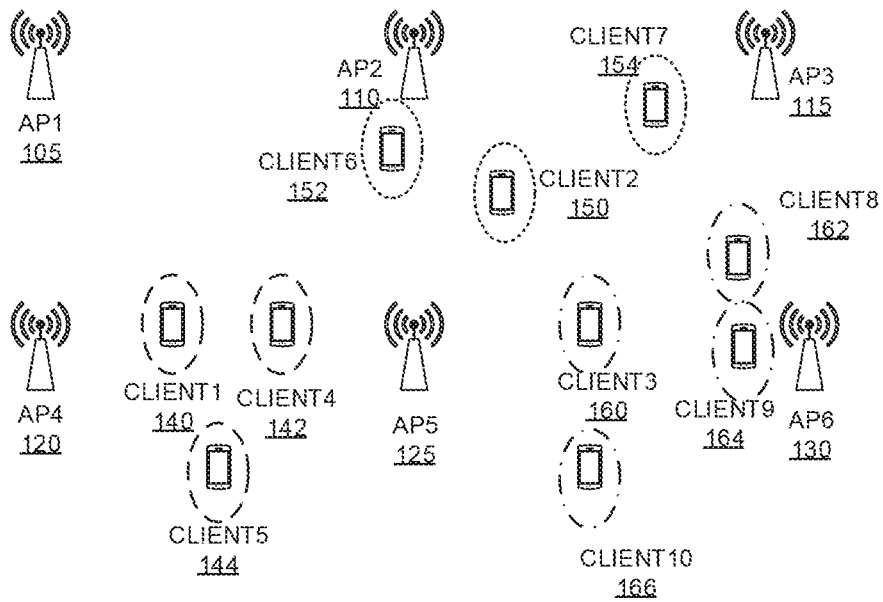 CLIENT7
154
AP2
110
AP3
115
AP1
105
CLIENT6
152
CLIENT2
150
CLIENT8
162
CLIENT1
140
CLIENT4
142
CLIENT3
160
CLIENT9
164
AP4
120
AP5
125
AP6
130
CLIENT5
144
CLIENT10
166